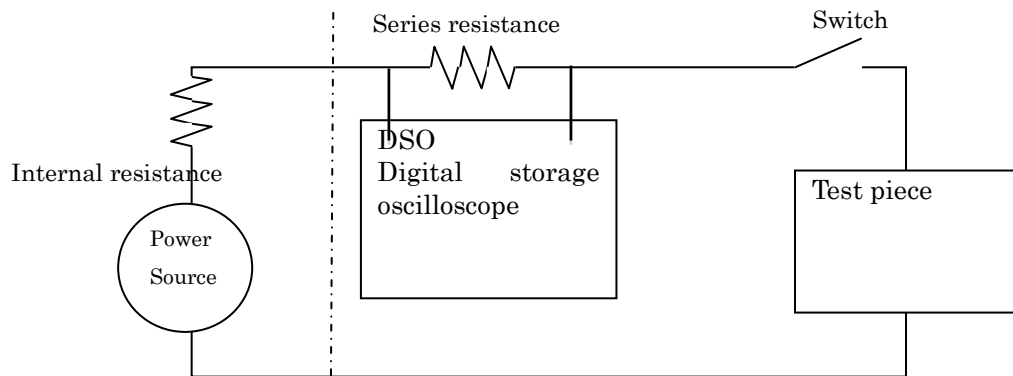 Series resistance
Switch
DSO
Digital storage
oscilloscope
Internal resistance
Test piece
Power
Source